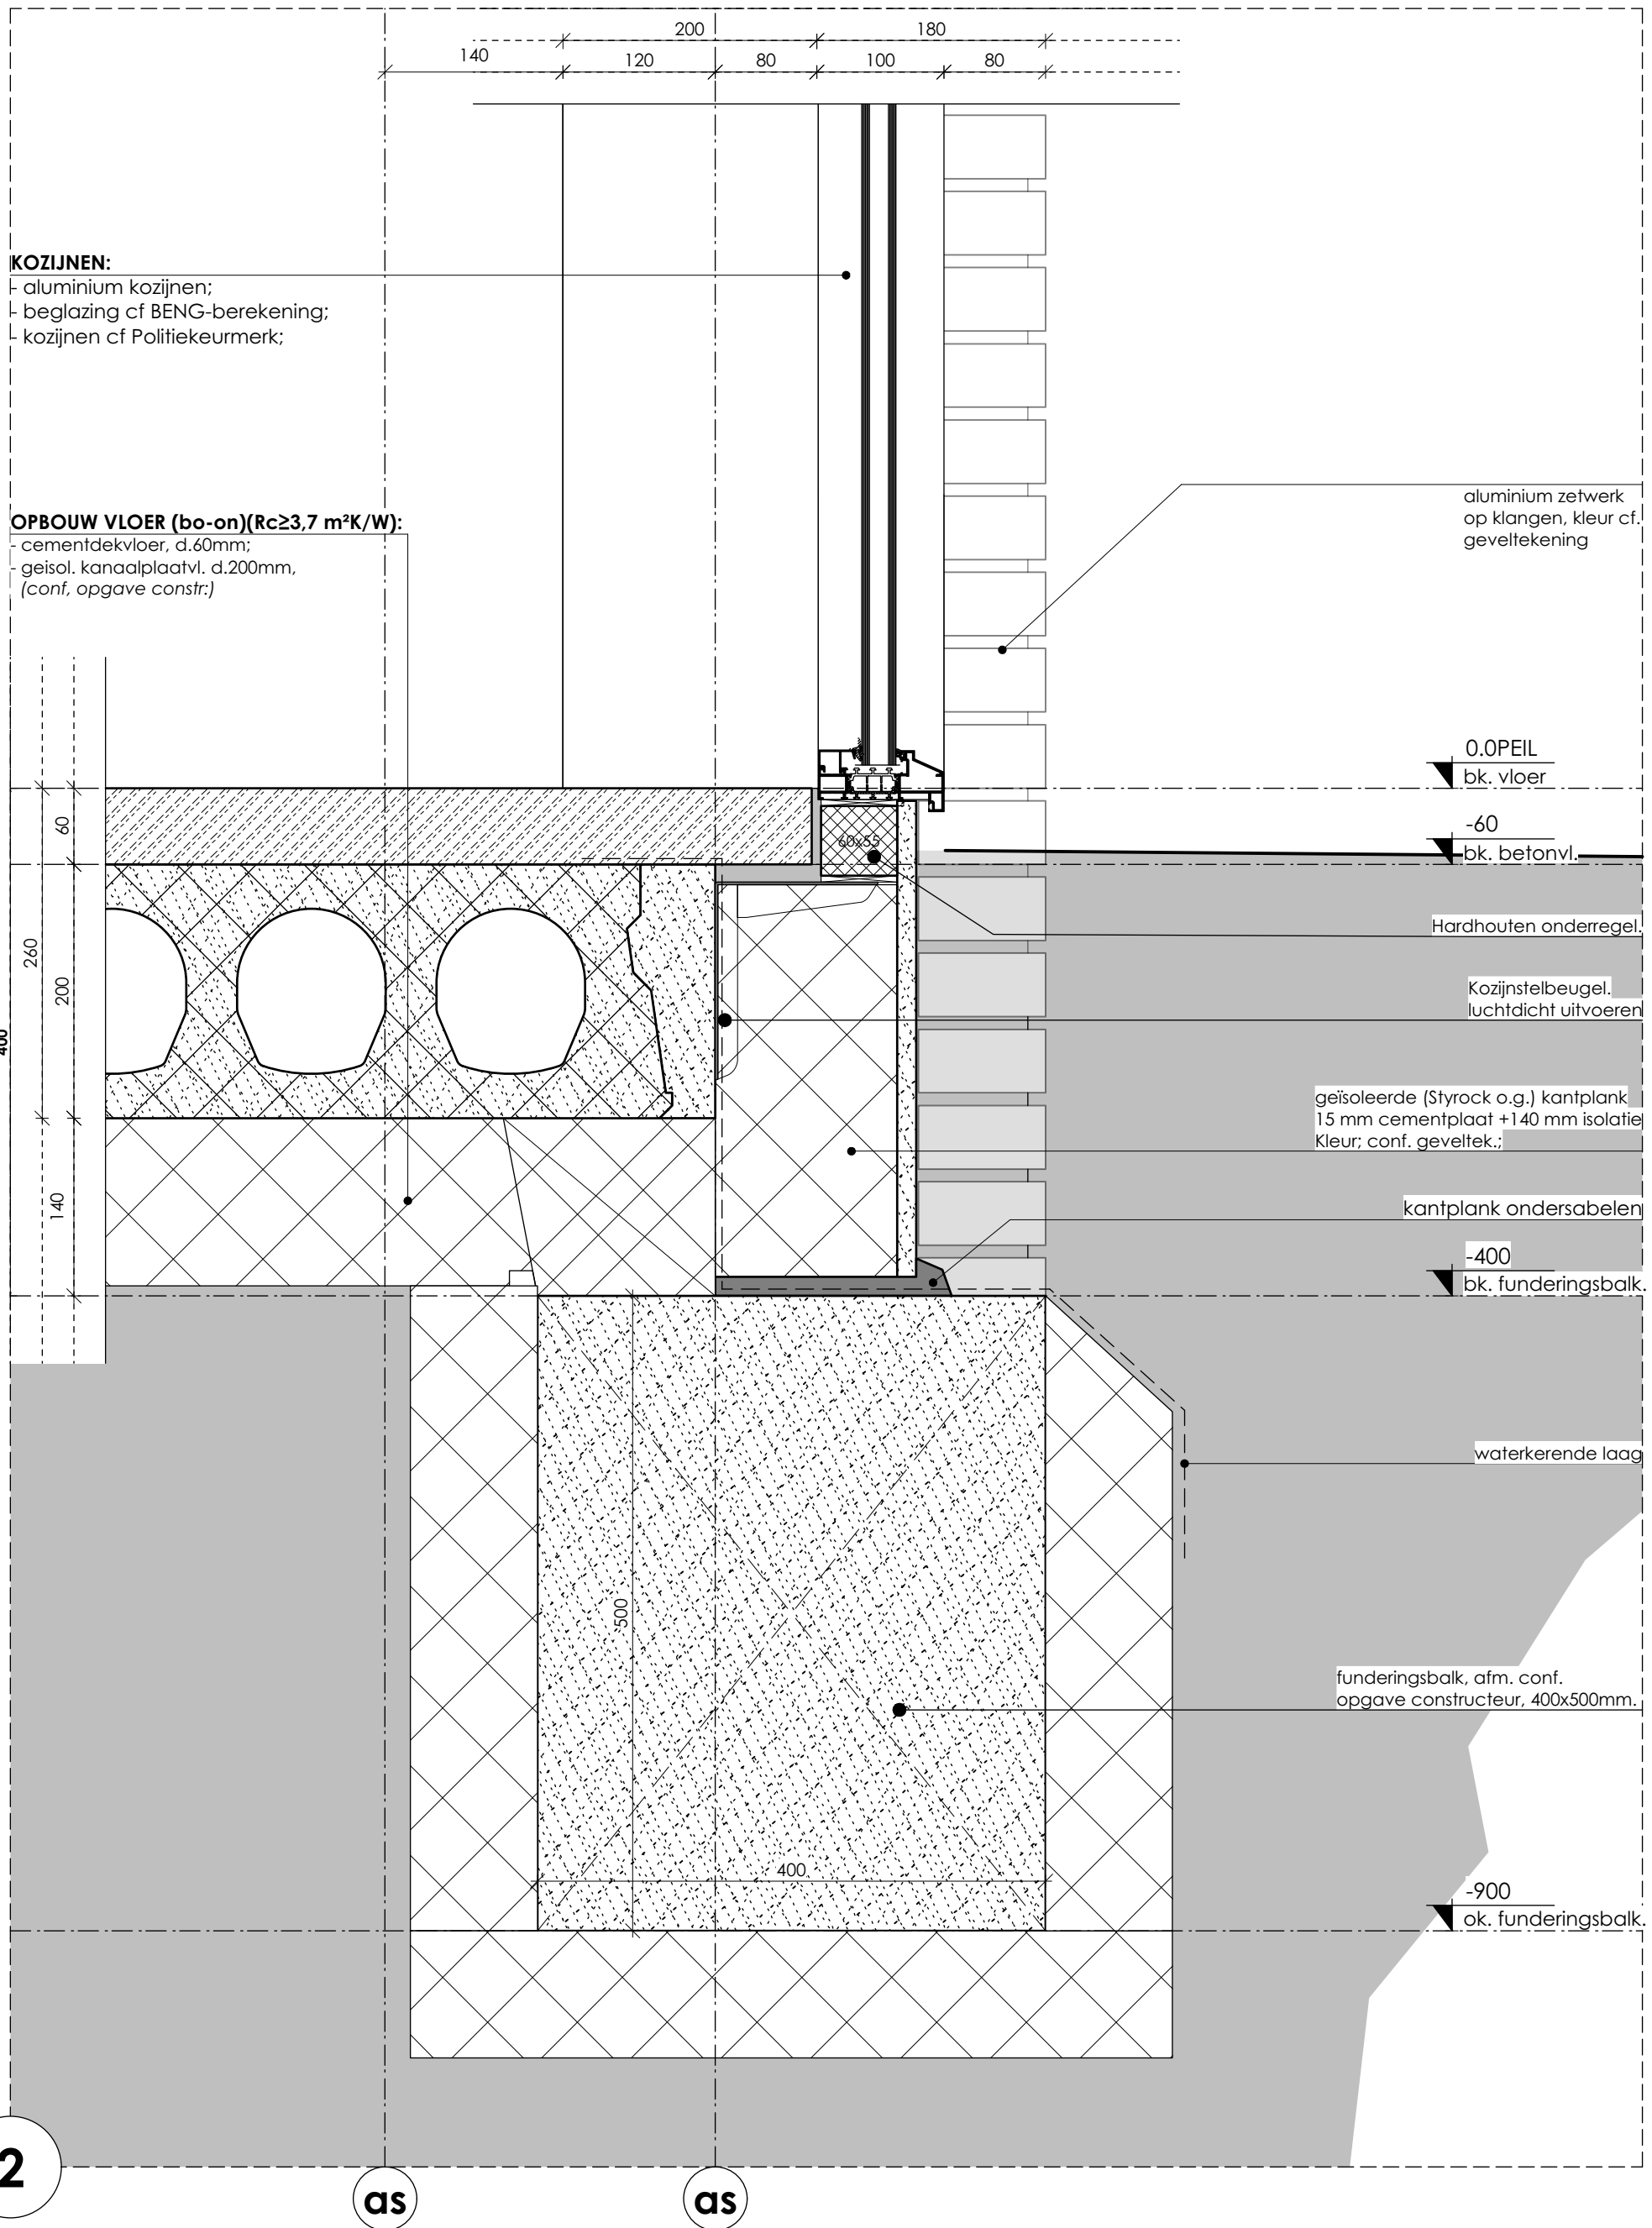 200
180
140
120
80
100
80
KOZIJNEN:
- aluminium kozijnen;
- beglazing cf BENG-berekening;
- kozijnen cf Politiekeurmerk;
aluminium zetwerk
op klangen, kleur cf.
geveltekening
OPBOUW VLOER (bo-on)(Rc≥3,7 m²K/W):
- cementdekvloer, d.60mm;
- geisol. kanaalplaatvl. d.200mm,
(conf, opgave constr:)
0.0PEIL
bk. vloer
60
60x55
-60
bk. betonvl.
Hardhouten onderregel.
260
200
400
Kozijnstelbeugel.
luchtdicht uitvoeren
geïsoleerde (Styrock o.g.) kantplank
15 mm cementplaat +140 mm isolatie
Kleur; conf. geveltek.;
140
kantplank ondersabelen
-400
bk. funderingsbalk.
waterkerende laag
500
funderingsbalk, afm. conf.
opgave constructeur, 400x500mm.
400
-900
ok. funderingsbalk.
2
as
as